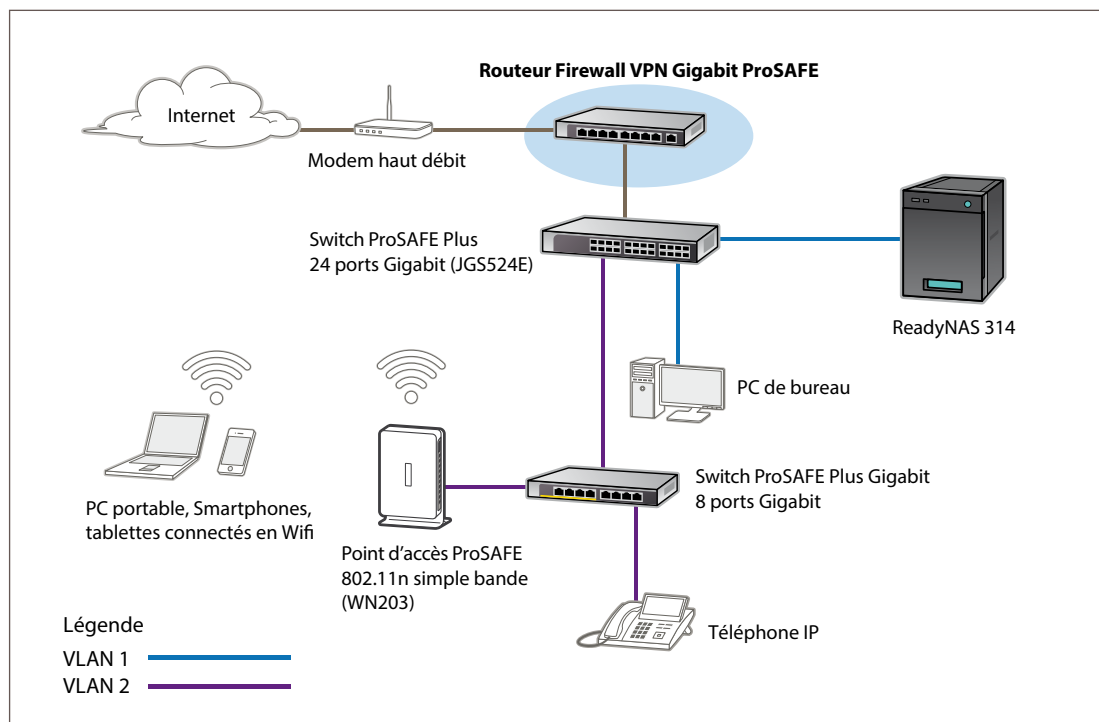 Routeur Firewall VPN Gigabit ProSAFE
Internet
Modem haut débit
Switch ProSAFE Plus
24 ports Gigabit (JGS524E)
ReadyNAS 314
PC de bureau
Switch ProSAFE Plus Gigabit
8 ports Gigabit
PC portable, Smartphones,
tablettes connectés en Wifi
Point d’accès ProSAFE
802.11n simple bande
(WN203)
Téléphone IP
Légende
VLAN 1
VLAN 2